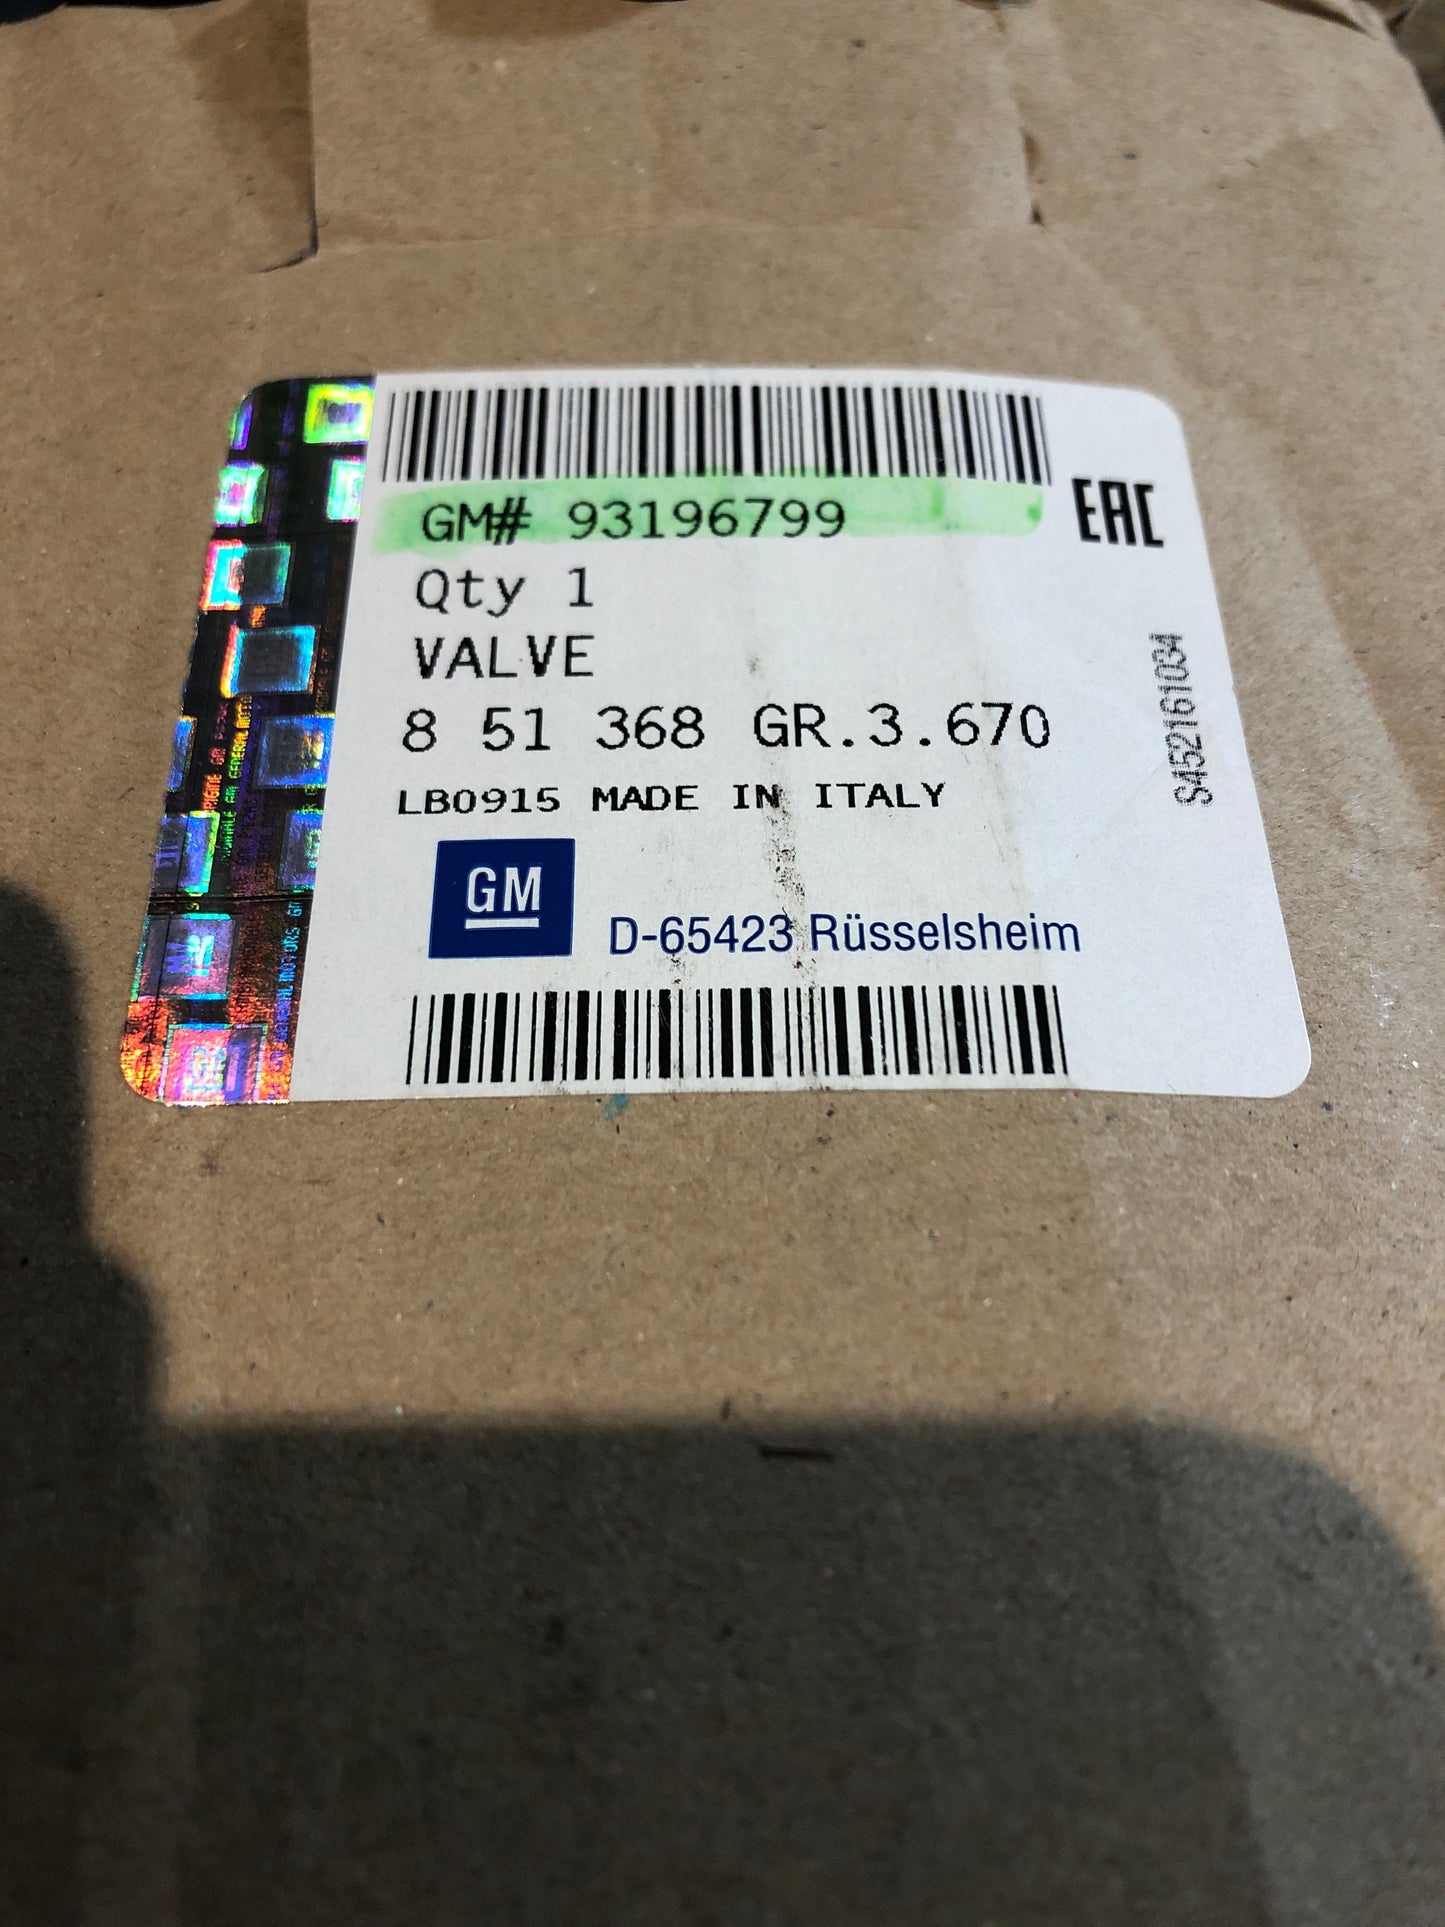 GM# 93196799
EAC
Qty 1
VALVE
8 51 368 GR.3.670
LB0915 MADE IN ITALY
S452161034
GM
D-65423 Rüsselsheim